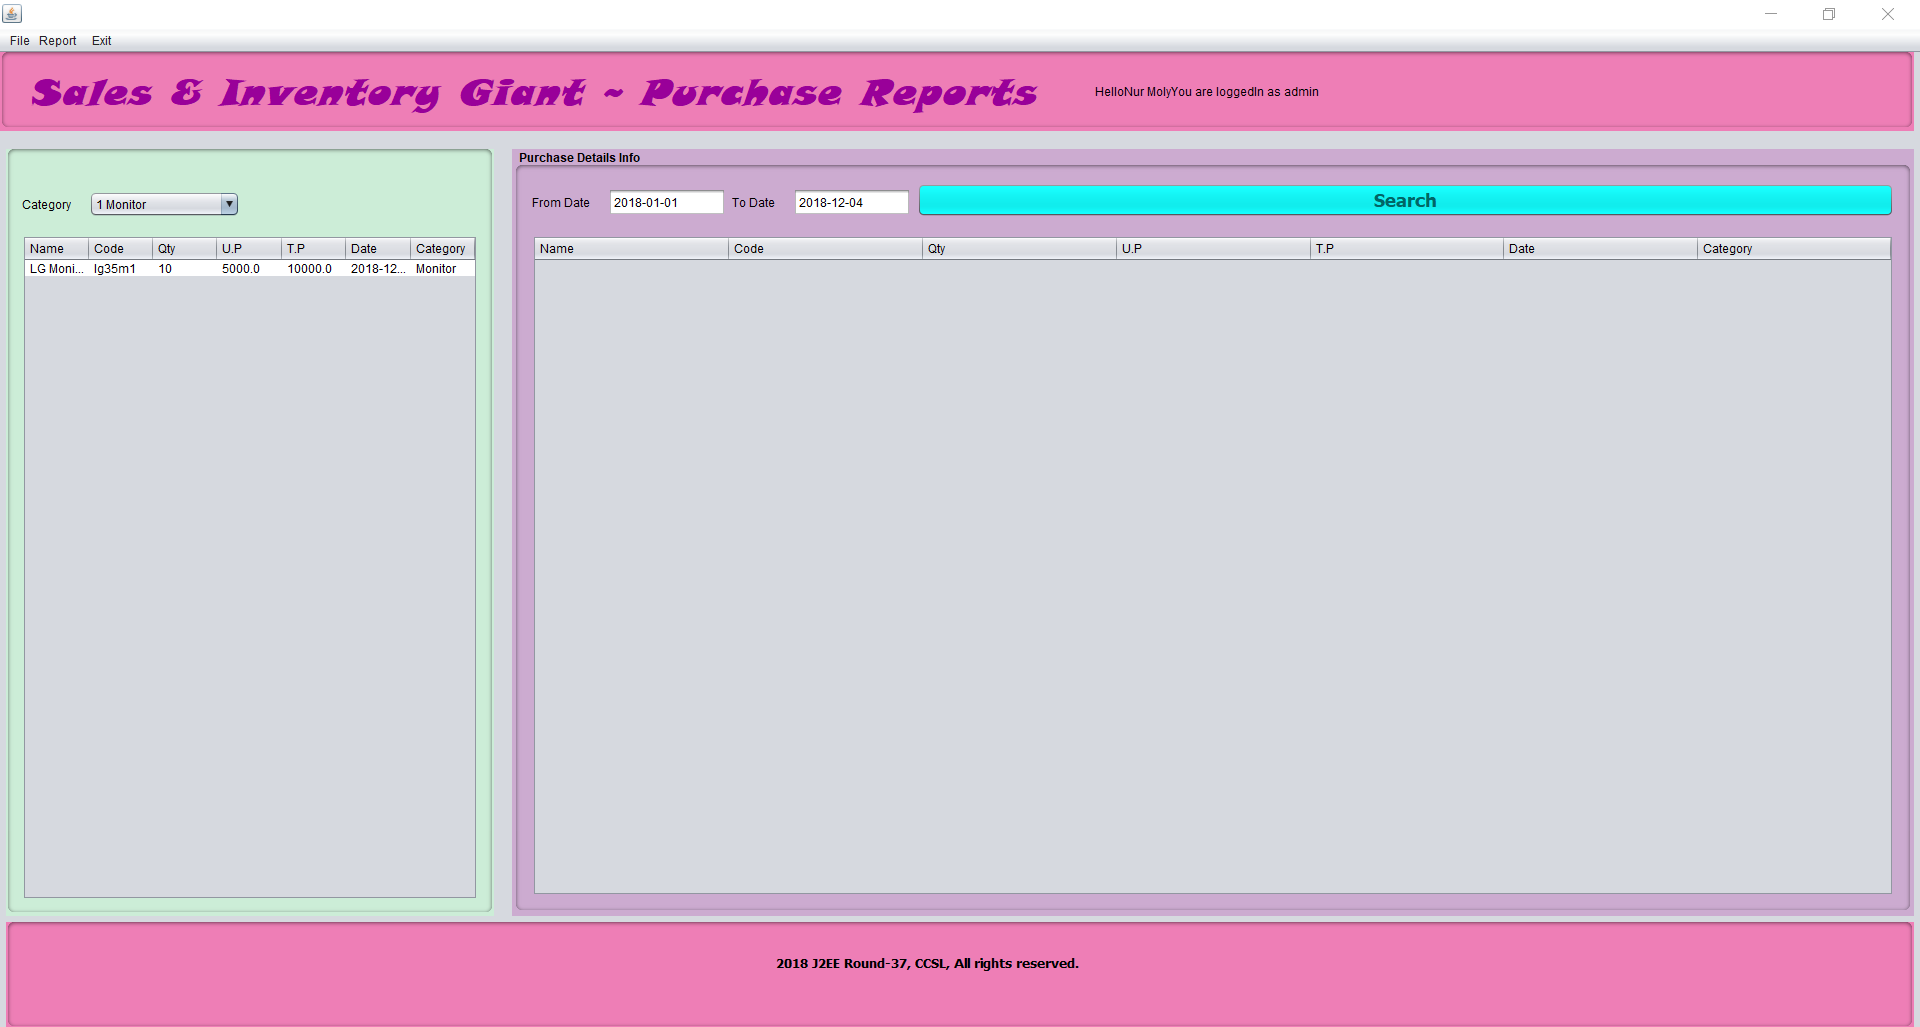 File Report Exit
Sales & Inventory Giant ~ Purchase Reports
HelloNur MolyYou are loggedIn as admin
Category 1 Monitor
Name Code Qty U.P T.P Date Category
LG Moni... lg35m1 10 5000.0 10000.0 2018-12... Monitor
Purchase Details Info
From Date 2018-01-01 To Date 2018-12-04 Search
Name Code Qty U.P T.P Date Category
2018 J2EE Round-37, CCSL, All rights reserved.